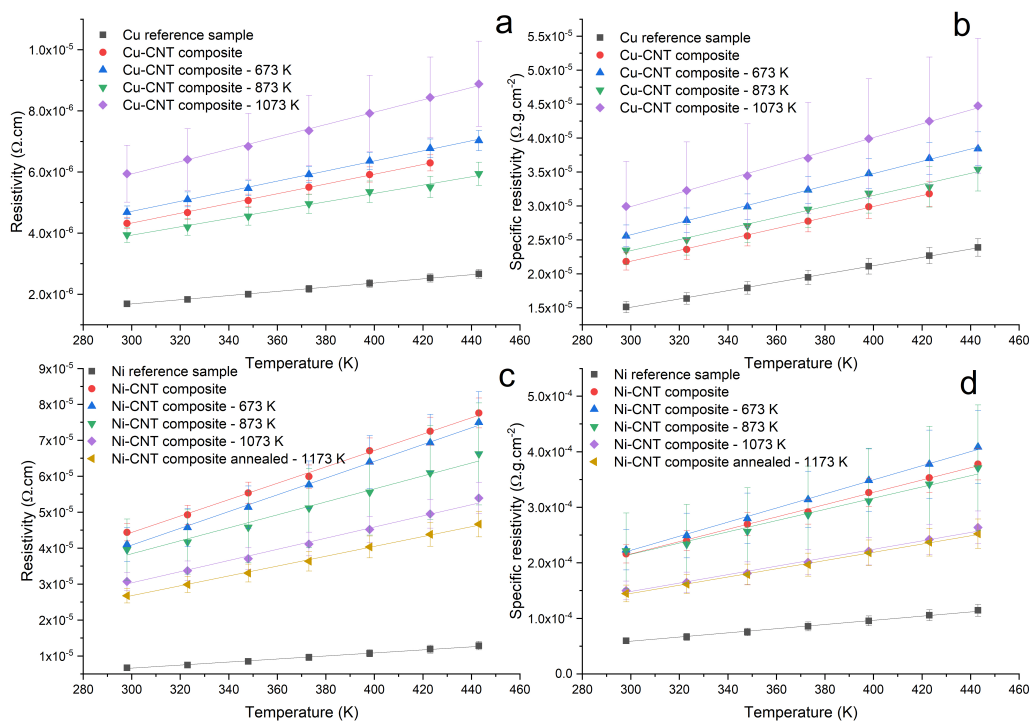 a
Cu reference sample
Cu-CNT composite
Cu-CNT composite - 673 K
Cu-CNT composite - 873 K
Cu-CNT composite - 1073 K
1.0x10⁻⁵
8.0x10⁻⁶
6.0x10⁻⁶
4.0x10⁻⁶
2.0x10⁻⁶
Resistivity (Ω.cm)
280 300 320 340 360 380 400 420 440 460
Temperature (K)
b
Cu reference sample
Cu-CNT composite
Cu-CNT composite - 673 K
Cu-CNT composite - 873 K
Cu-CNT composite - 1073 K
5.5x10⁻⁵
5.0x10⁻⁵
4.5x10⁻⁵
4.0x10⁻⁵
3.5x10⁻⁵
3.0x10⁻⁵
2.5x10⁻⁵
2.0x10⁻⁵
1.5x10⁻⁵
Specific resistivity (Ω.g.cm⁻²)
280 300 320 340 360 380 400 420 440 460
Temperature (K)
c
Ni reference sample
Ni-CNT composite
Ni-CNT composite - 673 K
Ni-CNT composite - 873 K
Ni-CNT composite - 1073 K
Ni-CNT composite annealed - 1173 K
9x10⁻⁵
8x10⁻⁵
7x10⁻⁵
6x10⁻⁵
5x10⁻⁵
4x10⁻⁵
3x10⁻⁵
2x10⁻⁵
1x10⁻⁵
Resistivity (Ω.cm)
280 300 320 340 360 380 400 420 440 460
Temperature (K)
d
Ni reference sample
Ni-CNT composite
Ni-CNT composite - 673 K
Ni-CNT composite - 873 K
Ni-CNT composite - 1073 K
Ni-CNT composite annealed - 1173 K
5.0x10⁻⁴
4.0x10⁻⁴
3.0x10⁻⁴
2.0x10⁻⁴
1.0x10⁻⁴
0.0
Specific resistivity (Ω.g.cm⁻²)
280 300 320 340 360 380 400 420 440 460
Temperature (K)